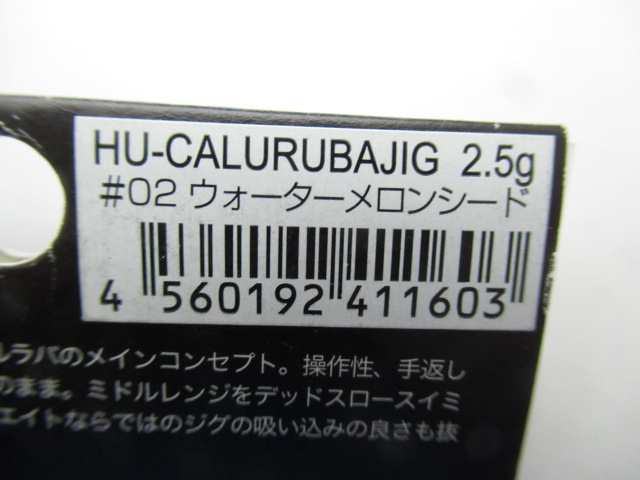 HU-CALURUBAJIG 2.5g
#02 ウォーターメロンシード
4 560192 411603
ルラバのメインコンセプト。操作性、手返し
のまま。ミドルレンジをデッドスロースイミ
エイトならではのジグの吸い込みの良さも抜